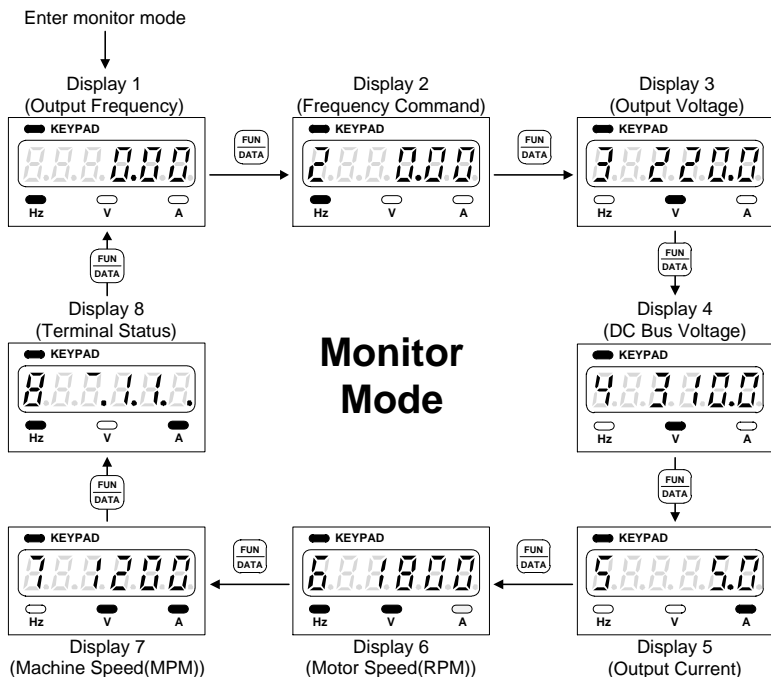 Enter monitor mode
Display 1
(Output Frequency)
KEYPAD
0.00
Hz V A
FUN
DATA
Display 2
(Frequency Command)
KEYPAD
2 0.00
Hz V A
FUN
DATA
Display 3
(Output Voltage)
KEYPAD
3 220.0
Hz V A
FUN
DATA
Display 4
(DC Bus Voltage)
KEYPAD
4 310.0
Hz V A
FUN
DATA
KEYPAD
5 5.0
Hz V A
Display 5
(Output Current)
FUN
DATA
KEYPAD
6 1800
Hz V A
Display 6
(Motor Speed(RPM))
FUN
DATA
KEYPAD
7 1200
Hz V A
Display 7
(Machine Speed(MPM))
FUN
DATA
Display 8
(Terminal Status)
KEYPAD
Hz V A
FUN
DATA
Monitor
Mode